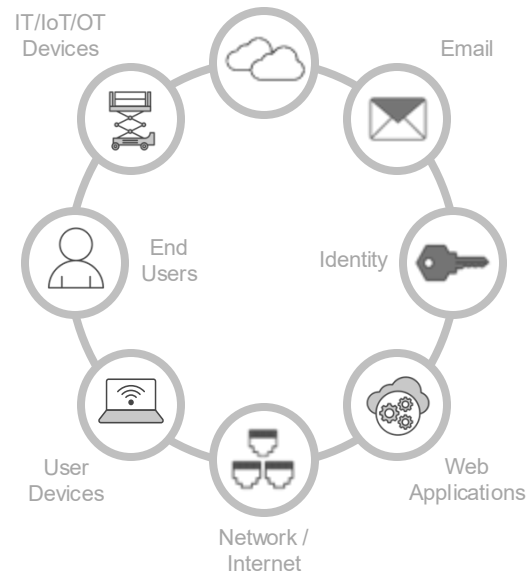 IT/IoT/OT
Devices
Email
End
Users
Identity
User
Devices
Web
Applications
Network /
Internet